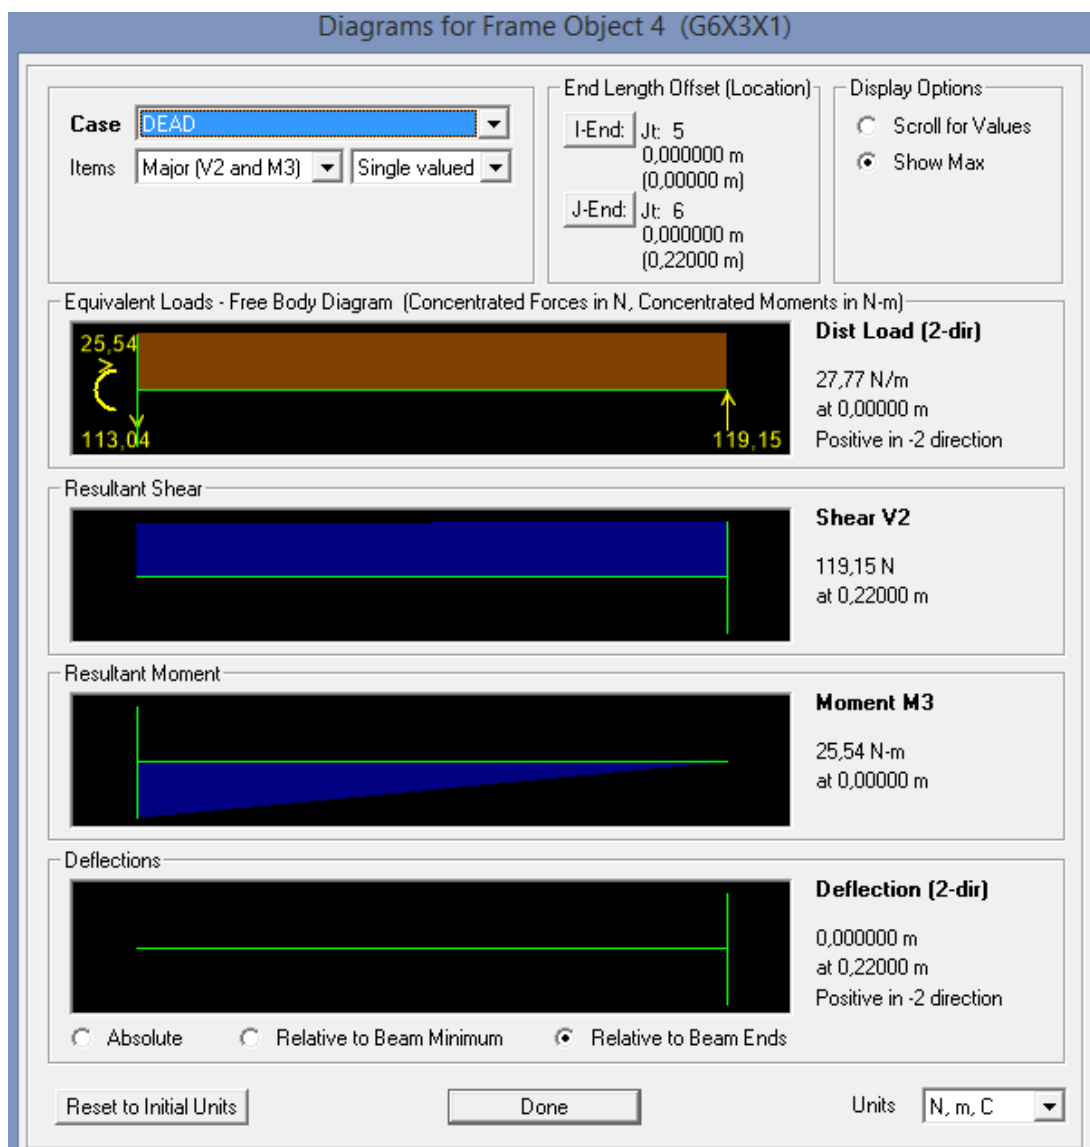 Diagrams for Frame Object 4 (G6X3X1)
Case DEAD
Items Major (V2 and M3) Single valued
End Length Offset (Location)
I-End: Jt: 5
0,000000 m
(0,00000 m)
J-End: Jt: 6
0,000000 m
(0,22000 m)
Display Options
Scroll for Values
Show Max
Equivalent Loads - Free Body Diagram (Concentrated Forces in N, Concentrated Moments in N-m)
25,54
113,04
119,15
Dist Load (2-dir)
27,77 N/m
at 0,00000 m
Positive in -2 direction
Resultant Shear
Shear V2
119,15 N
at 0,22000 m
Resultant Moment
Moment M3
25,54 N-m
at 0,00000 m
Deflections
Deflection (2-dir)
0,000000 m
at 0,22000 m
Positive in -2 direction
Absolute Relative to Beam Minimum Relative to Beam Ends
Reset to Initial Units Done Units N, m, C